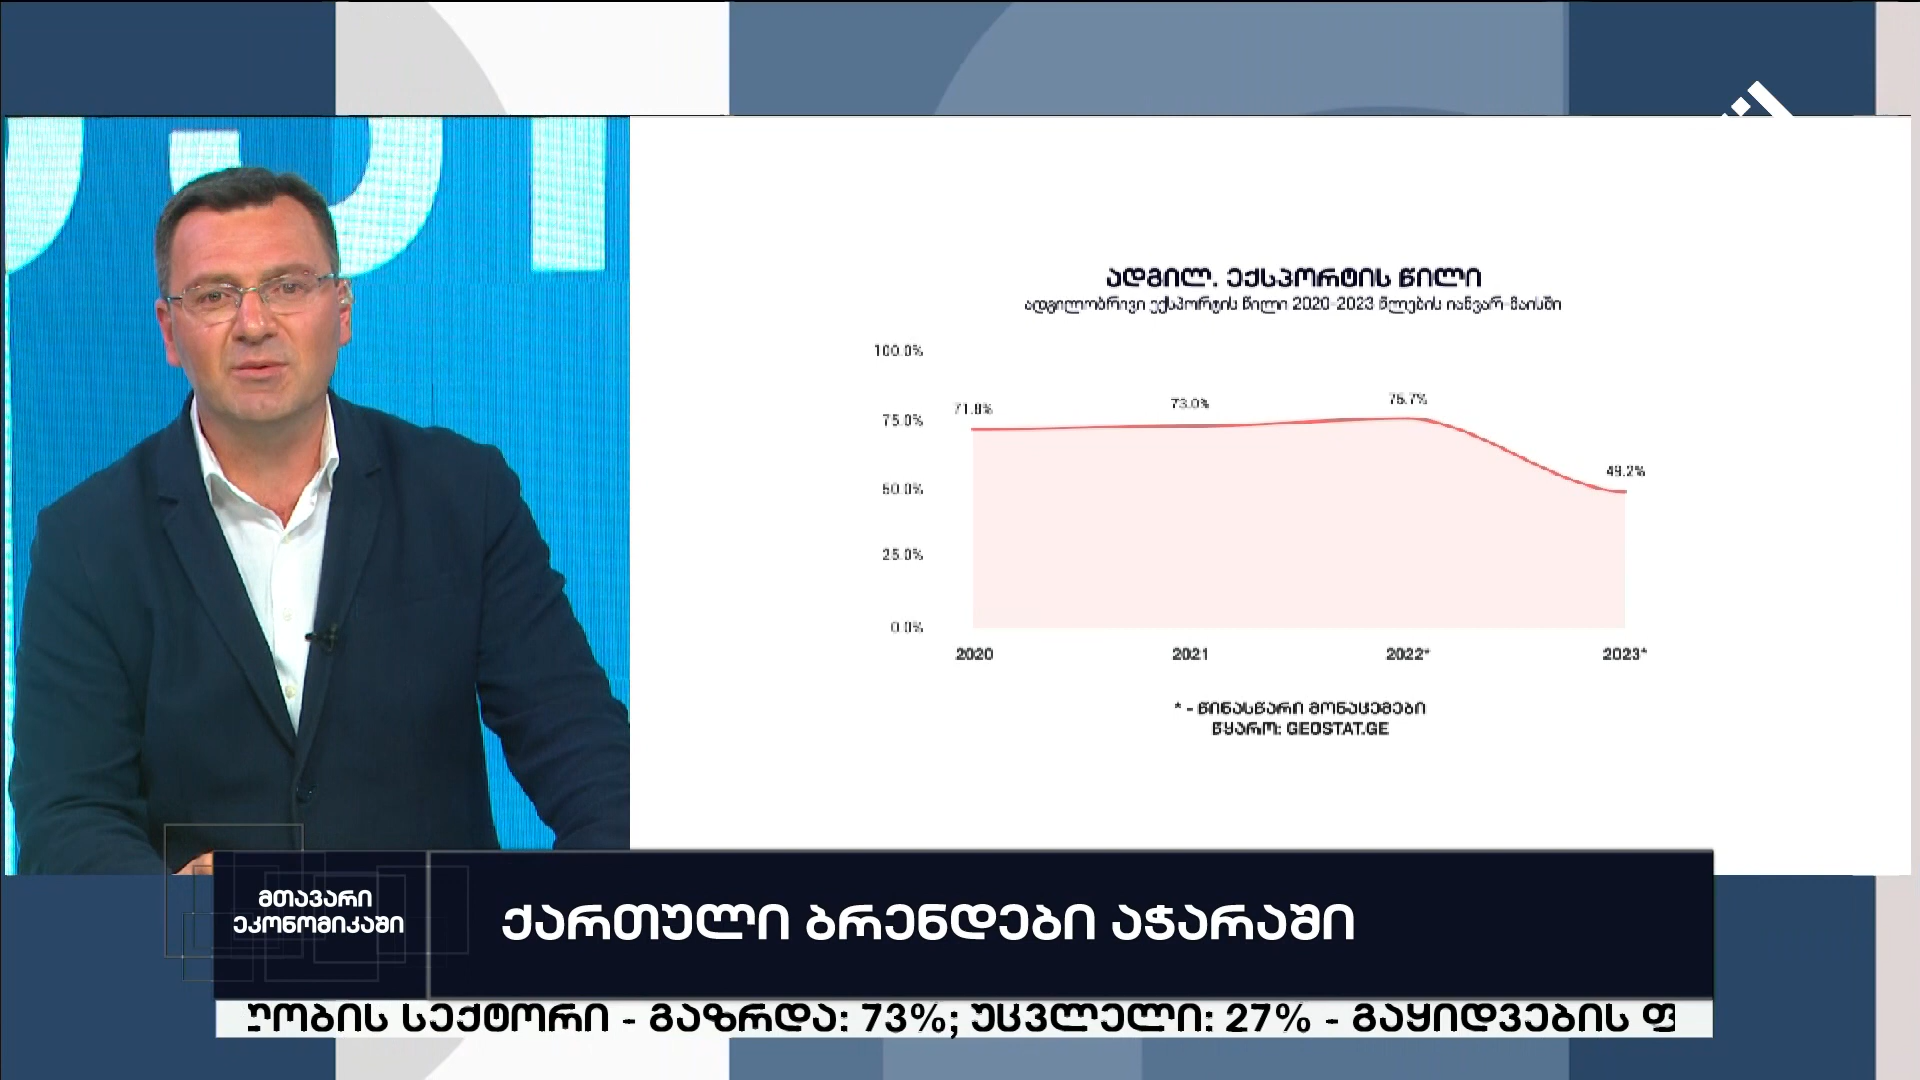 ადგილ. ექსპორტის წილი
ადგილობრივი ექსპორტის წილი 2020-2023 წლების იანვარ-მაისში
100.0%
75.0%
50.0%
25.0%
0.0%
71.8%
73.0%
75.7%
49.2%
2020
2021
2022*
2023*
* - წინასწარი მონაცემები
წყარო: GEOSTAT.GE
მთავარი
ეკონომიკაში
ქართული ბრენდები აჭარაში
სექტორი - გაზრდა: 73%; უცვლელი: 27% - გაყიდვების